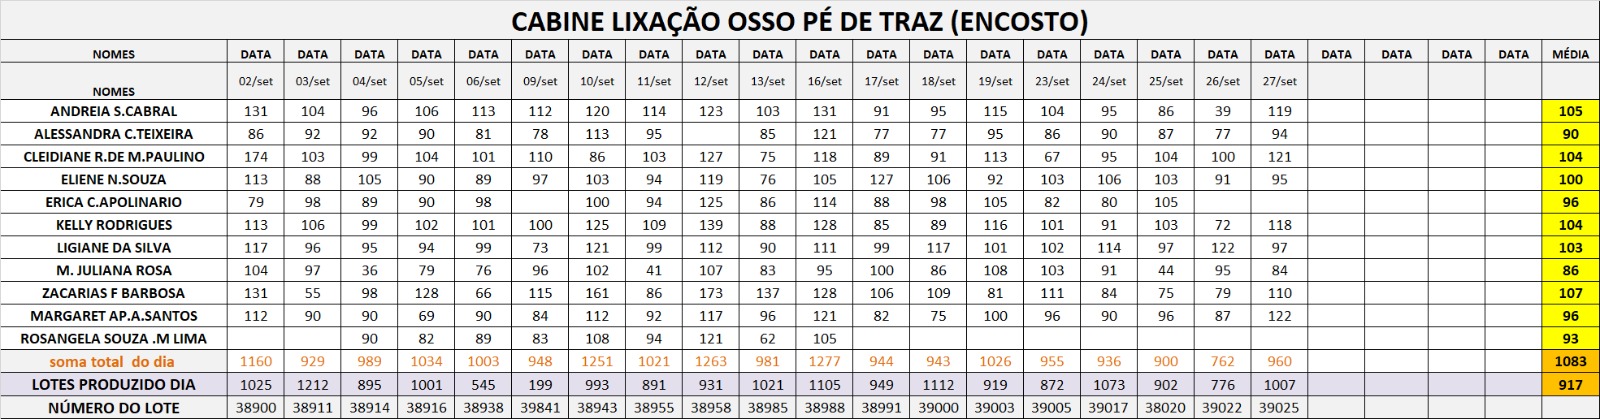 CABINE LIXAÇÃO OSSO PÉ DE TRAZ (ENCOSTO)
NOMES DATA DATA DATA DATA DATA DATA DATA DATA DATA DATA DATA DATA DATA DATA DATA DATA DATA DATA DATA DATA DATA DATA DATA MÉDIA
NOMES 02/set 03/set 04/set 05/set 06/set 09/set 10/set 11/set 12/set 13/set 16/set 17/set 18/set 19/set 23/set 24/set 25/set 26/set 27/set
ANDREIA S.CABRAL 131 104 96 106 113 112 120 114 123 103 131 91 95 115 104 95 86 39 119 105
ALESSANDRA C.TEIXEIRA 86 92 92 90 81 78 113 95 85 121 77 77 95 86 90 87 77 94 90
CLEIDIANE R.DE M.PAULINO 174 103 99 104 101 110 86 103 127 75 118 89 91 113 67 95 104 100 121 104
ELIENE N.SOUZA 113 88 105 90 89 97 103 94 119 76 105 127 106 92 103 106 103 91 95 100
ERICA C.APOLINARIO 79 98 89 90 98 100 94 125 86 114 88 98 105 82 80 105 96
KELLY RODRIGUES 113 106 99 102 101 100 125 109 139 88 128 85 89 116 101 91 103 72 118 104
LIGIANE DA SILVA 117 96 95 94 99 73 121 99 112 90 111 99 117 101 102 114 97 122 97 103
M. JULIANA ROSA 104 97 36 79 76 96 102 41 107 83 95 100 86 108 103 91 44 95 84 86
ZACARIAS F BARBOSA 131 55 98 128 66 115 161 86 173 137 128 106 109 81 111 84 75 79 110 107
MARGARET AP.A.SANTOS 112 90 90 69 90 84 112 92 117 96 121 82 75 100 96 90 96 87 122 96
ROSANGELA SOUZA .M LIMA 90 82 89 83 108 94 121 62 105 93
soma total do dia 1160 929 989 1034 1003 948 1251 1021 1263 981 1277 944 943 1026 955 936 900 762 960 1083
LOTES PRODUZIDO DIA 1025 1212 895 1001 545 199 993 891 931 1021 1105 949 1112 919 872 1073 902 776 1007 917
NÚMERO DO LOTE 38900 38911 38914 38916 38938 39841 38943 38955 38958 38985 38988 38991 39000 39003 39005 39017 38020 39022 39025